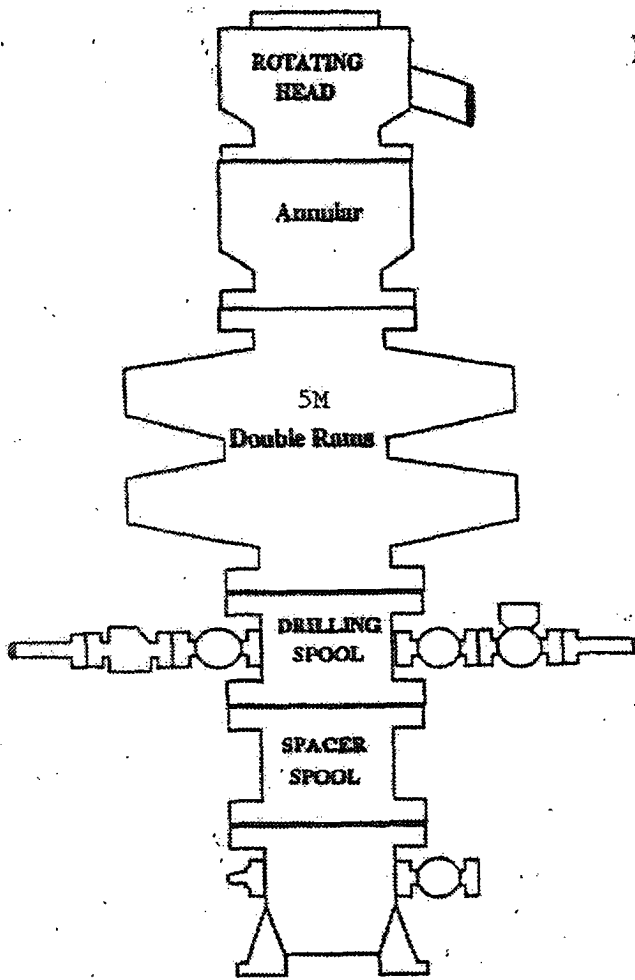 ROTATING
HEAD
Annular
5M
Double Rams
DRILLING
SPOOL
SPACER
SPOOL